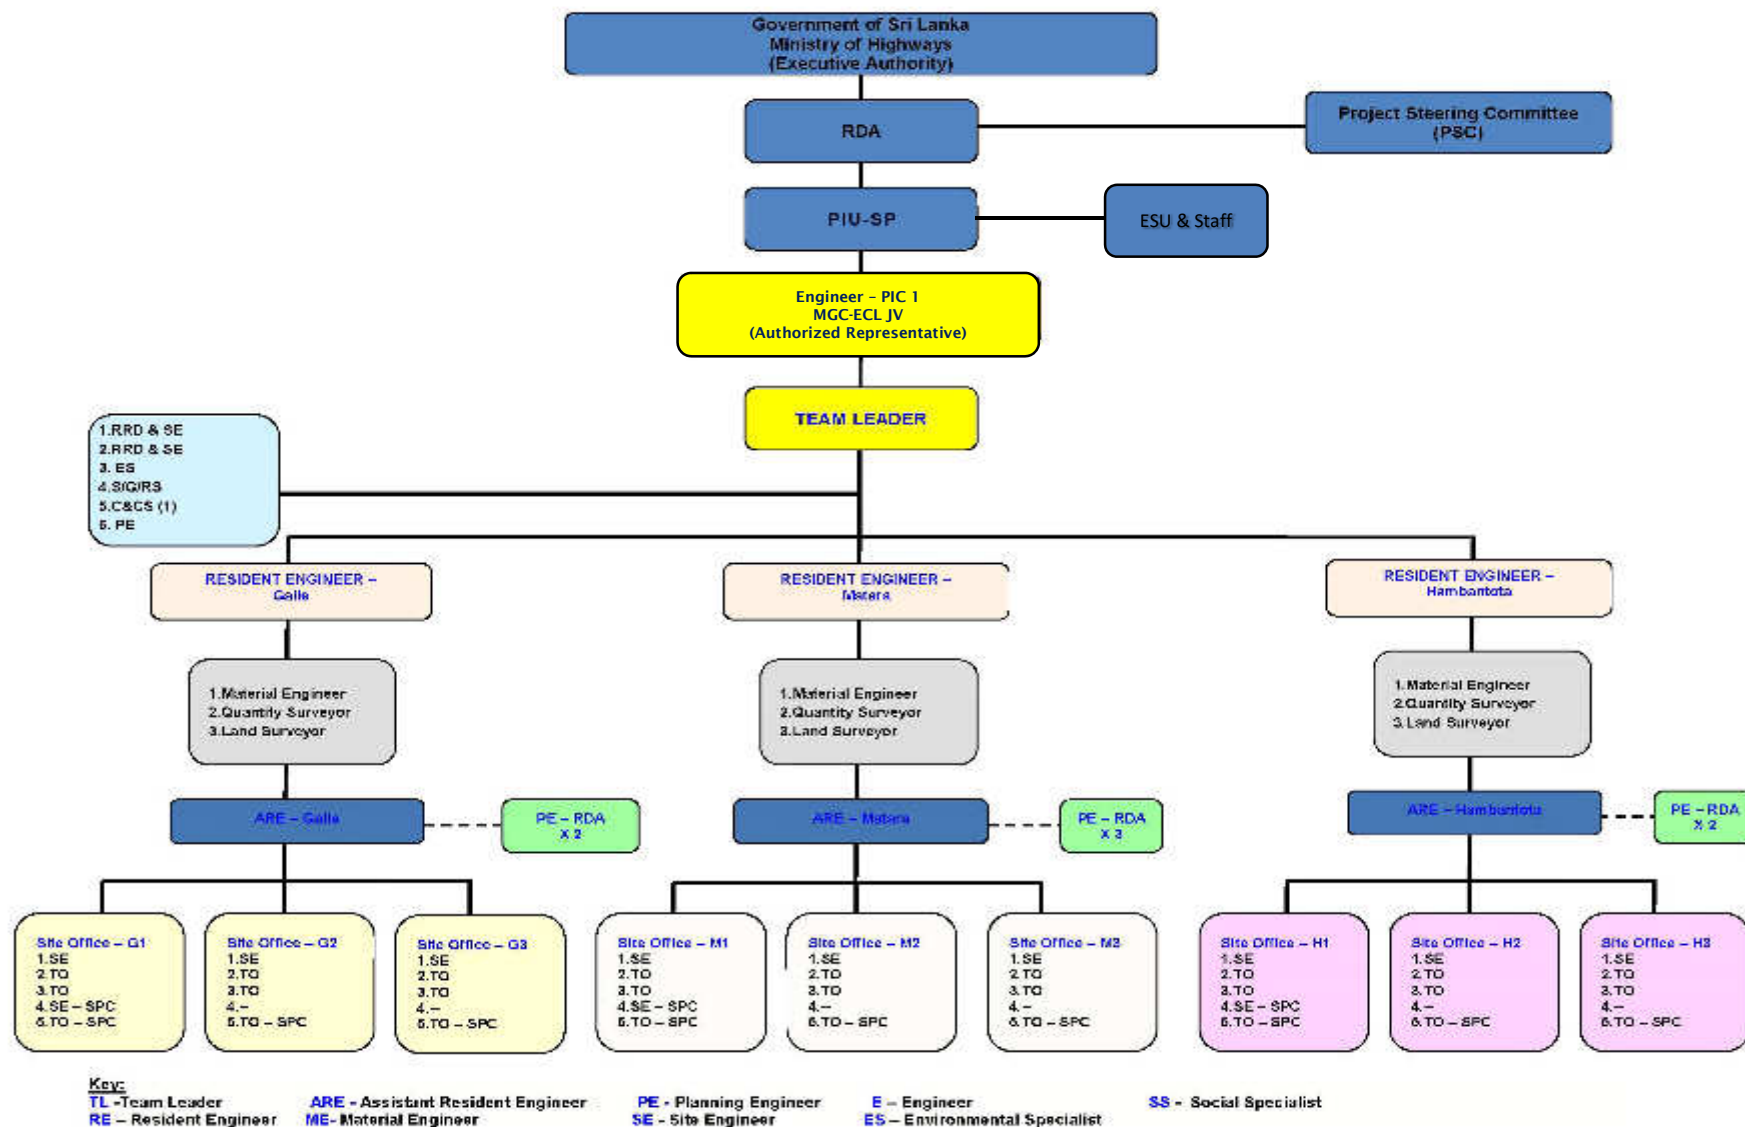 Government of Sri Lanka
Ministry of Highways
(Executive Authority)
RDA
Project Steering Committee
(PSC)
PIU-SP
ESU & Staff
Engineer – PIC 1
MGC-ECL JV
(Authorized Representative)
TEAM LEADER
1.RRD & SE
2.RRD & SE
3. ES
4.S/G/RS
5.C&CS (1)
6. PE
RESIDENT ENGINEER –
Galle
RESIDENT ENGINEER –
Matara
RESIDENT ENGINEER –
Hambantota
1.Material Engineer
2.Quantity Surveyor
3.Land Surveyor
1.Material Engineer
2.Quantity Surveyor
3.Land Surveyor
1.Material Engineer
2.Quantity Surveyor
3.Land Surveyor
ARE – Galle
PE – RDA
X 2
ARE – Matara
PE – RDA
X 3
ARE – Hambantota
PE – RDA
X 2
Site Office – G1
1.SE
2.TO
3.TO
4.SE – SPC
5.TO – SPC
Site Office – G2
1.SE
2.TO
3.TO
4.–
5.TO – SPC
Site Office – G3
1.SE
2.TO
3.TO
4.–
5.TO – SPC
Site Office – M1
1.SE
2.TO
3.TO
4.SE – SPC
5.TO – SPC
Site Office – M2
1.SE
2.TO
3.TO
4.–
5.TO – SPC
Site Office – M3
1.SE
2.TO
3.TO
4.–
5.TO – SPC
Site Office – H1
1.SE
2.TO
3.TO
4.SE – SPC
5.TO – SPC
Site Office – H2
1.SE
2.TO
3.TO
4.–
5.TO – SPC
Site Office – H3
1.SE
2.TO
3.TO
4.–
5.TO – SPC
Key:
TL -Team Leader ARE - Assistant Resident Engineer PE - Planning Engineer E – Engineer SS - Social Specialist
RE – Resident Engineer ME- Material Engineer SE - Site Engineer ES – Environmental Specialist